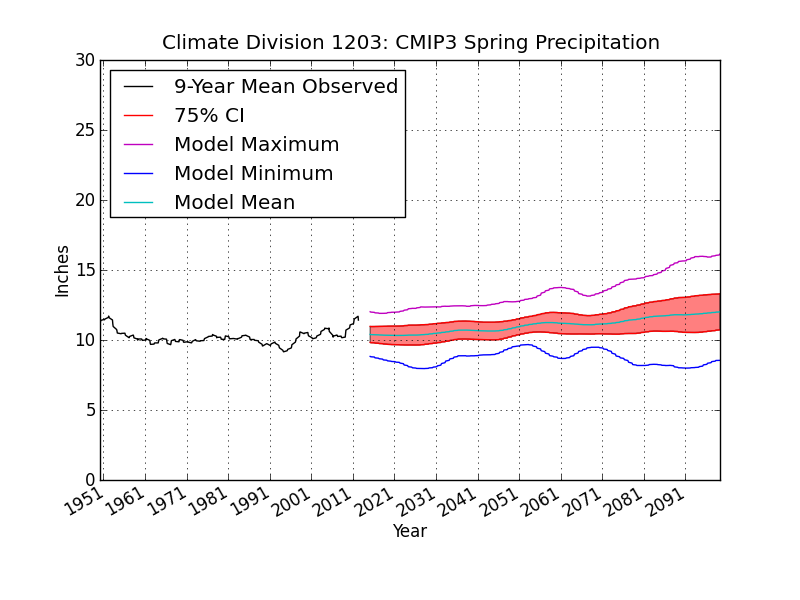 Climate Division 1203: CMIP3 Spring Precipitation
30
25
20
15
10
5
0
Inches
9-Year Mean Observed
75% CI
Model Maximum
Model Minimum
Model Mean
1951 1961 1971 1981 1991 2001 2011 2021 2031 2041 2051 2061 2071 2081 2091
Year